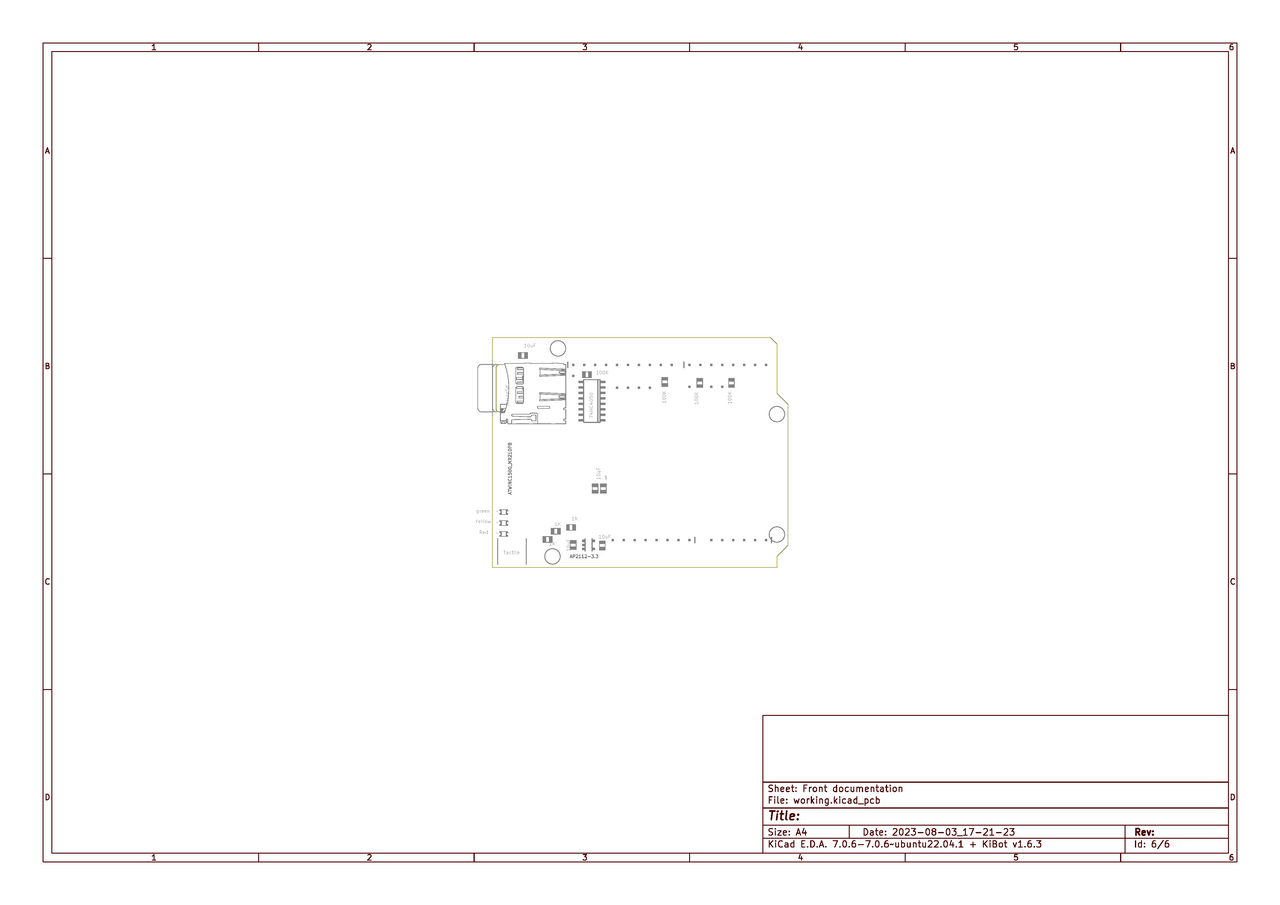 1 2 3 4 5 6
A A
10uF
B B
100K
74HC4050
100K
100K
100K
ATWINC1500_MR210PB
10uF
green
Yellow
Red
1K
1K
1K
10uF
Tactile
AP2112-3.3
C C
Sheet: Front documentation
File: working.kicad_pcb
D D
Title:
Size: A4 Date: 2023-08-03_17-21-23 Rev:
KiCad E.D.A. 7.0.6-7.0.6~ubuntu22.04.1 + KiBot v1.6.3 Id: 6/6
1 2 3 4 5 6